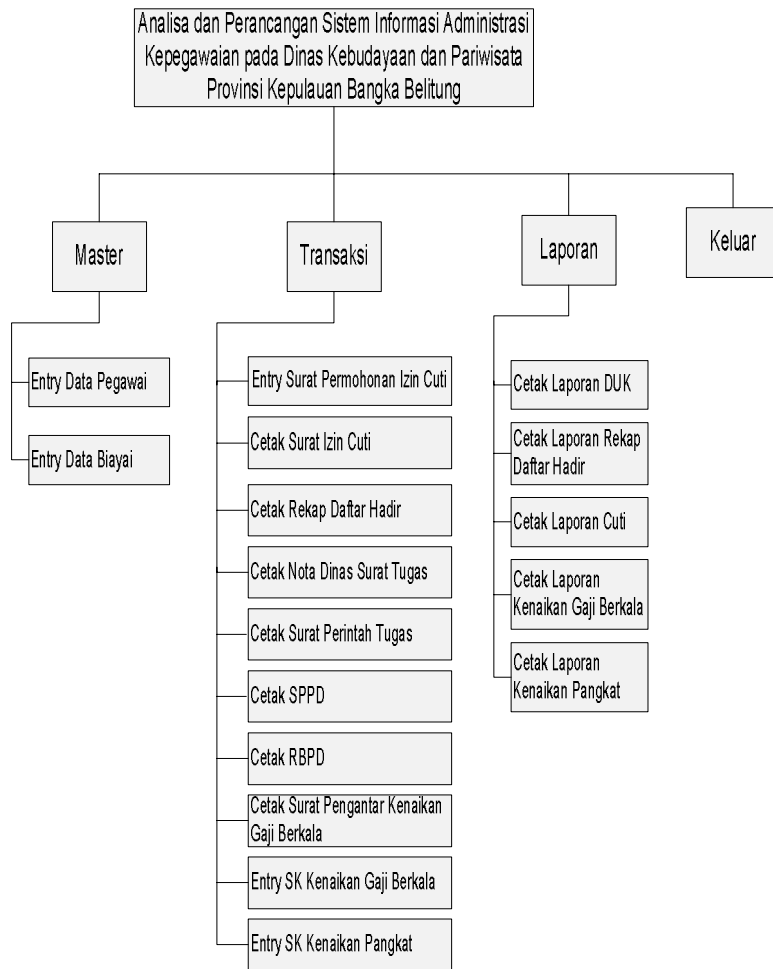 Analisa dan Perancangan Sistem Informasi Administrasi
Kepegawaian pada Dinas Kebudayaan dan Pariwisata
Provinsi Kepulauan Bangka Belitung
Master
Transaksi
Laporan
Keluar
Entry Data Pegawai
Entry Data Biayai
Entry Surat Permohonan Izin Cuti
Cetak Surat Izin Cuti
Cetak Rekap Daftar Hadir
Cetak Nota Dinas Surat Tugas
Cetak Surat Perintah Tugas
Cetak SPPD
Cetak RBPD
Cetak Surat Pengantar Kenaikan
Gaji Berkala
Entry SK Kenaikan Gaji Berkala
Entry SK Kenaikan Pangkat
Cetak Laporan DUK
Cetak Laporan Rekap
Daftar Hadir
Cetak Laporan Cuti
Cetak Laporan
Kenaikan Gaji Berkala
Cetak Laporan
Kenaikan Pangkat